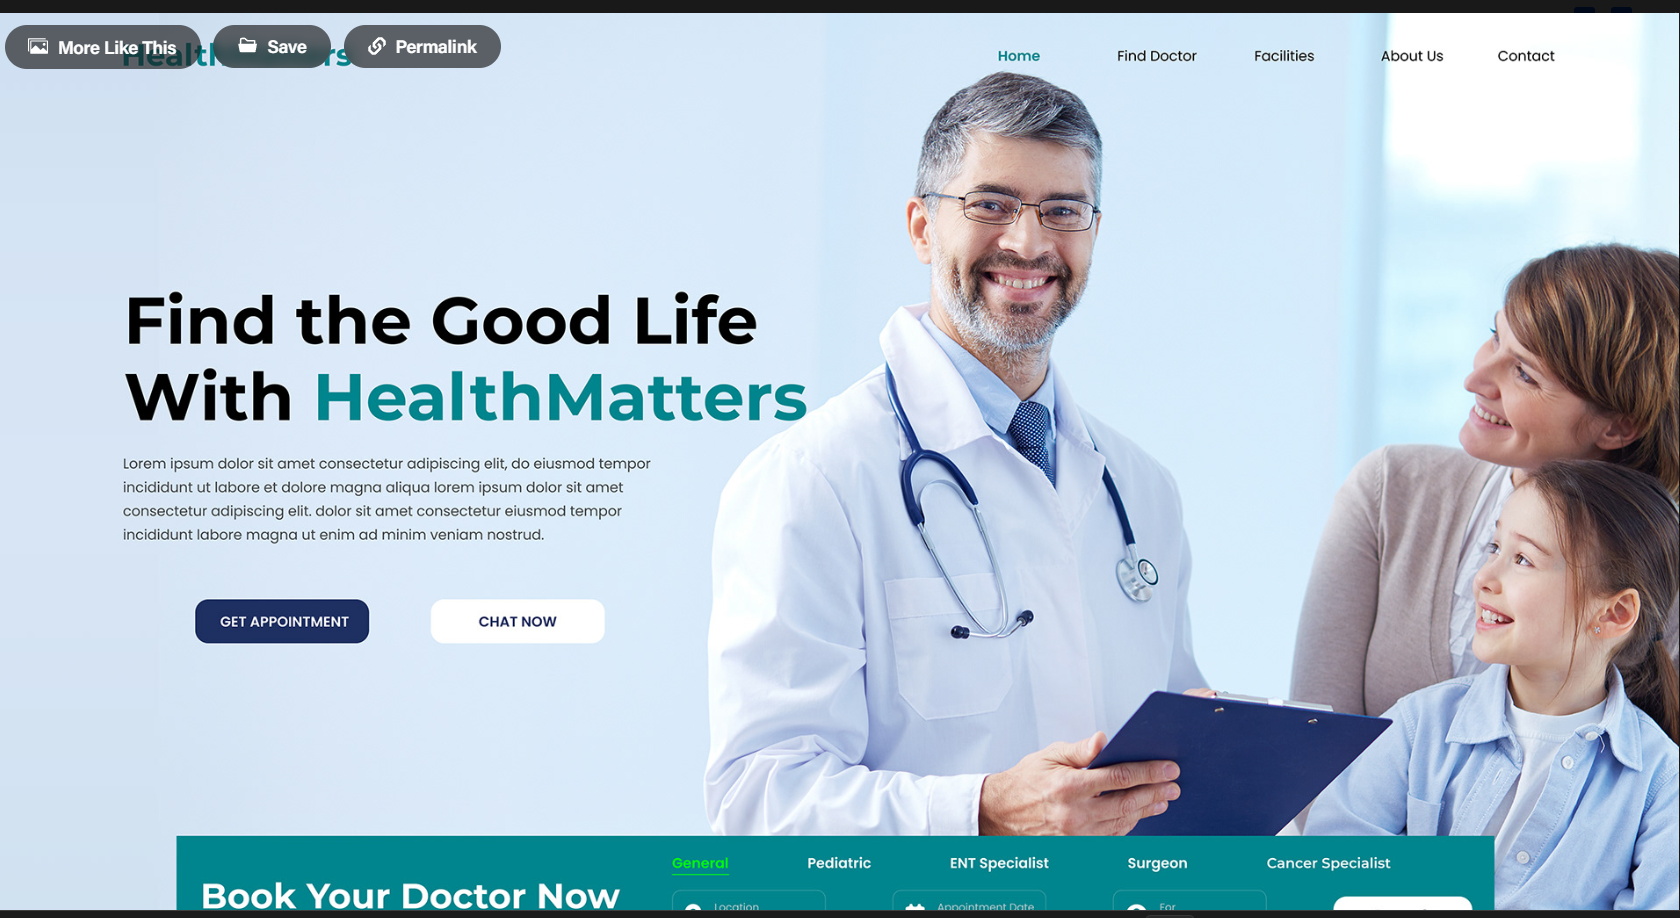 More Like This
Save
Permalink
Home
Find Doctor
Facilities
About Us
Contact
Find the Good Life
With HealthMatters
Lorem ipsum dolor sit amet consectetur adipiscing elit, do eiusmod tempor
incididunt ut labore et dolore magna aliqua lorem ipsum dolor sit amet
consectetur adipiscing elit. dolor sit amet consectetur eiusmod tempor
incididunt labore magna ut enim ad minim veniam nostrud.
GET APPOINTMENT
CHAT NOW
General
Pediatric
ENT Specialist
Surgeon
Cancer Specialist
Book Your Doctor Now
Location
Appointment Date
For